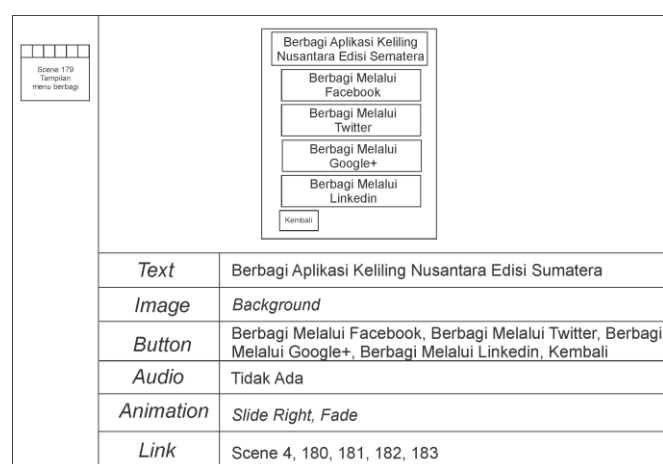 Scene 179
Tampilan
menu berbagi
Berbagi Aplikasi Keliling
Nusantara Edisi Sematera
Berbagi Melalui
Facebook
Berbagi Melalui
Twitter
Berbagi Melalui
Google+
Berbagi Melalui
Linkedin
Kembali
Text
Berbagi Aplikasi Keliling Nusantara Edisi Sumatera
Image
Background
Button
Berbagi Melalui Facebook, Berbagi Melalui Twitter, Berbagi
Melalui Google+, Berbagi Melalui Linkedin, Kembali
Audio
Tidak Ada
Animation
Slide Right, Fade
Link
Scene 4, 180, 181, 182, 183